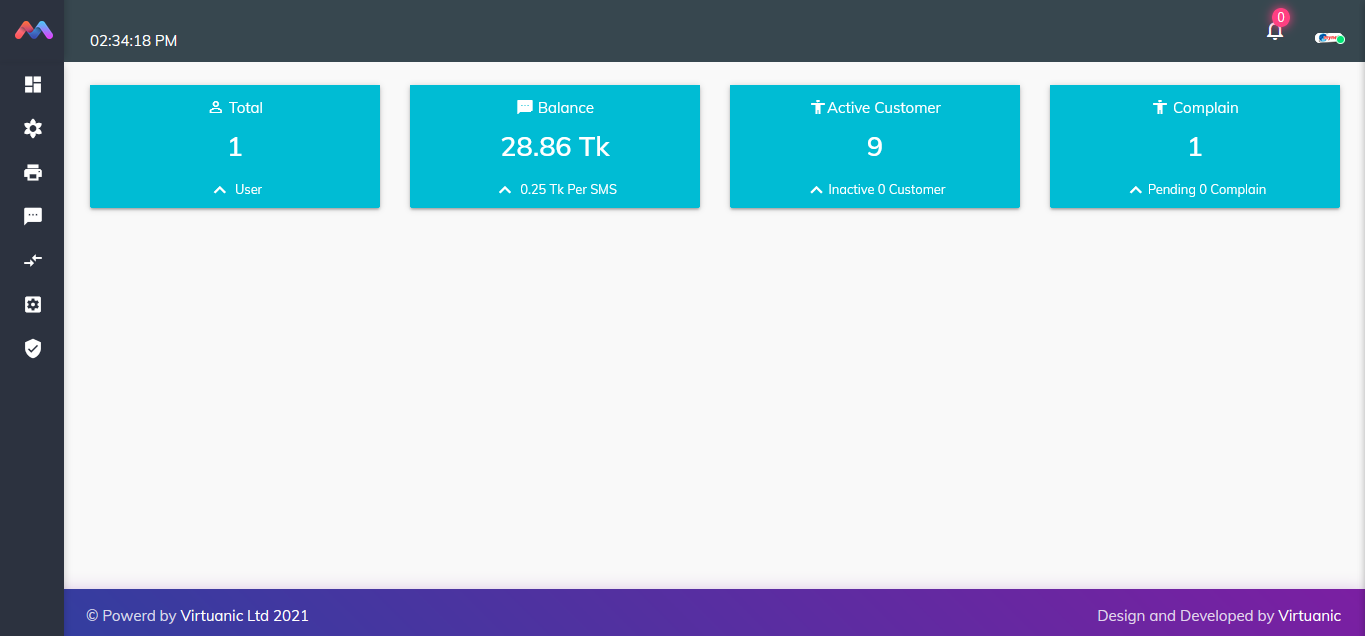 0
02:34:18 PM
Total
1
User
Balance
28.86 Tk
0.25 Tk Per SMS
Active Customer
9
Inactive 0 Customer
Complain
1
Pending 0 Complain
© Powerd by Virtuanic Ltd 2021
Design and Developed by Virtuanic